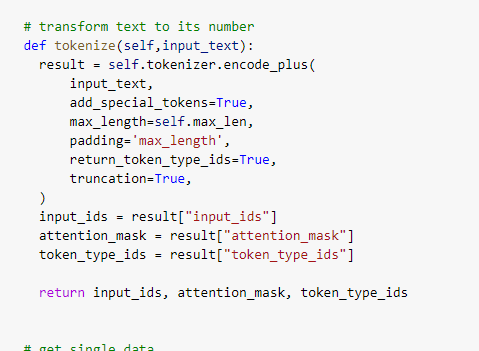 # transform text to its number
def tokenize(self,input_text):
result = self.tokenizer.encode_plus(
input_text,
add_special_tokens=True,
max_length=self.max_len,
padding='max_length',
return_token_type_ids=True,
truncation=True,
)
input_ids = result["input_ids"]
attention_mask = result["attention_mask"]
token_type_ids = result["token_type_ids"]
return input_ids, attention_mask, token_type_ids
# get single data